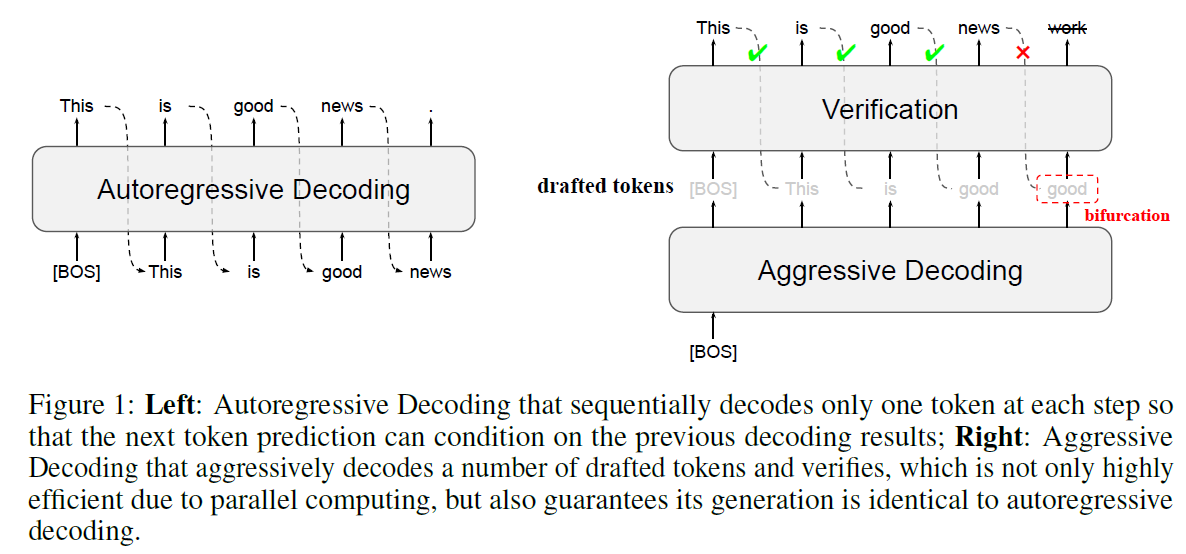 This is good news .
Autoregressive Decoding
[BOS] This is good news
This is good news work
Verification
drafted tokens [BOS] This is good good
bifurcation
Aggressive Decoding
[BOS]
Figure 1: Left: Autoregressive Decoding that sequentially decodes only one token at each step so
that the next token prediction can condition on the previous decoding results; Right: Aggressive
Decoding that aggressively decodes a number of drafted tokens and verifies, which is not only highly
efficient due to parallel computing, but also guarantees its generation is identical to autoregressive
decoding.